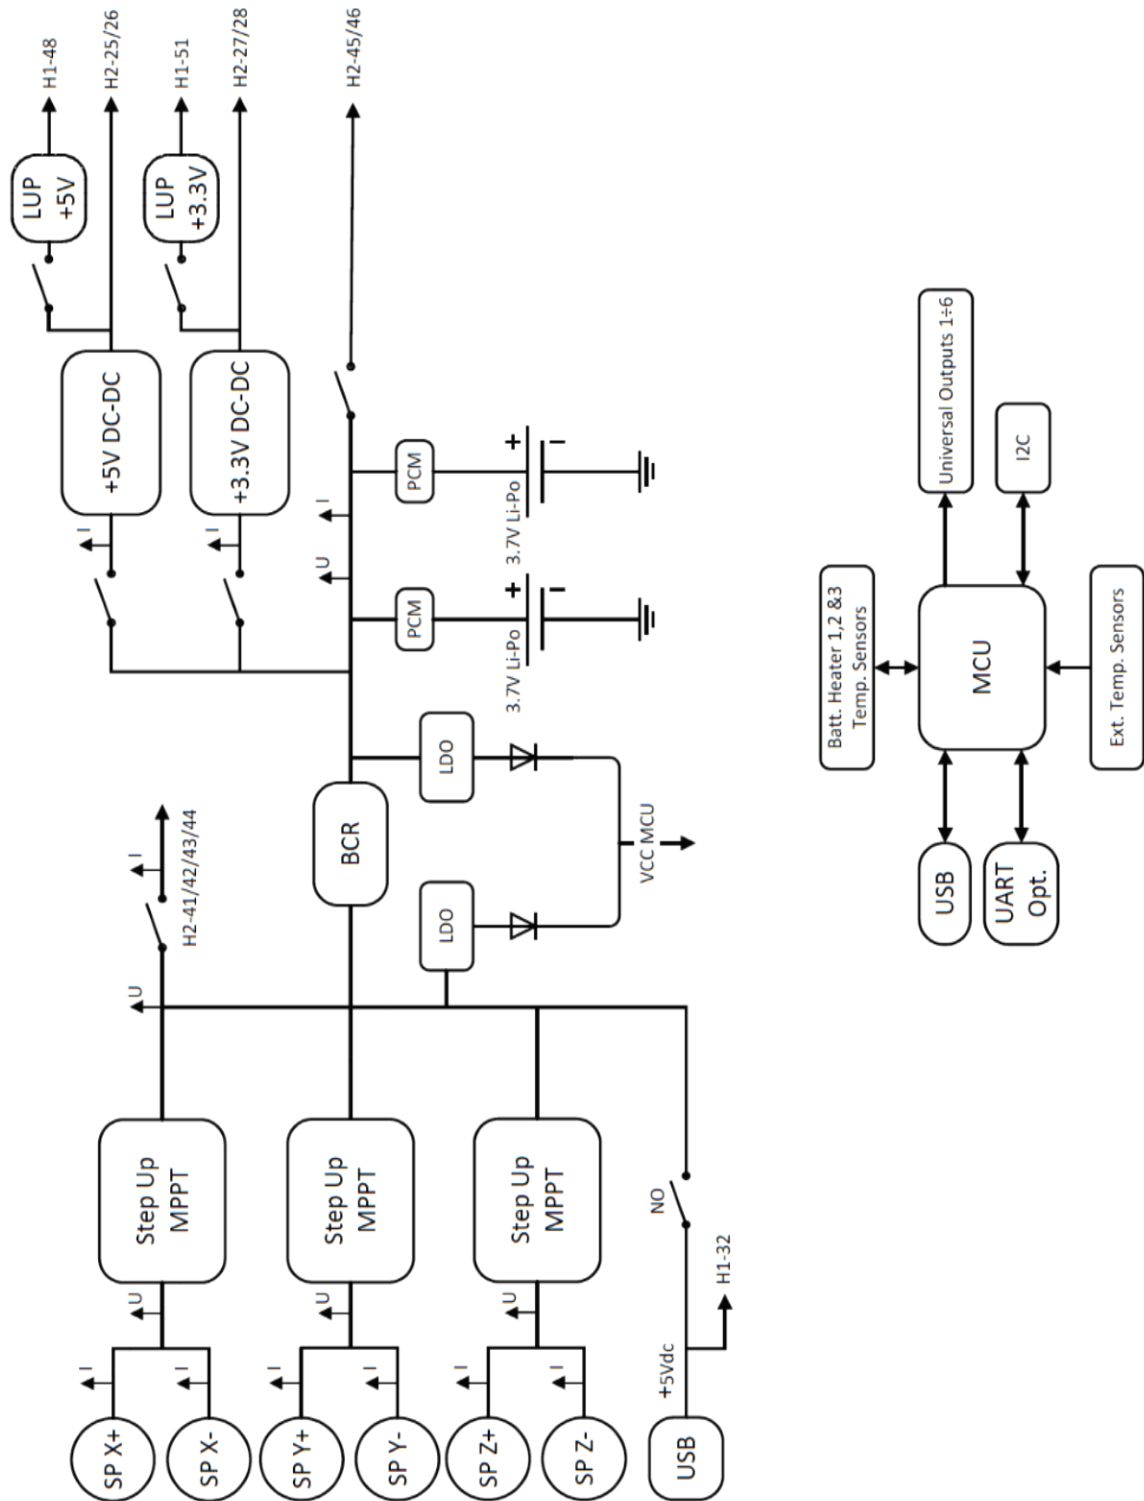 SP X+
SP X-
SP Y+
SP Y-
SP Z+
SP Z-
USB
I
I
I
I
I
I
+5Vdc
H1-32
U
U
U
NO
Step Up
MPPT
Step Up
MPPT
Step Up
MPPT
U
I
H2-41/42/43/44
BCR
LDO
LDO
VCC MCU
I
I
+5V DC-DC
+3.3V DC-DC
LUP
+5V
LUP
+3.3V
H1-48
H2-25/26
H1-51
H2-27/28
H2-45/46
U
I
PCM
PCM
3.7V Li-Po
+
−
3.7V Li-Po
+
−
USB
UART
Opt.
Batt. Heater 1,2 &3
Temp. Sensors
MCU
Ext. Temp. Sensors
Universal Outputs 1÷6
I2C